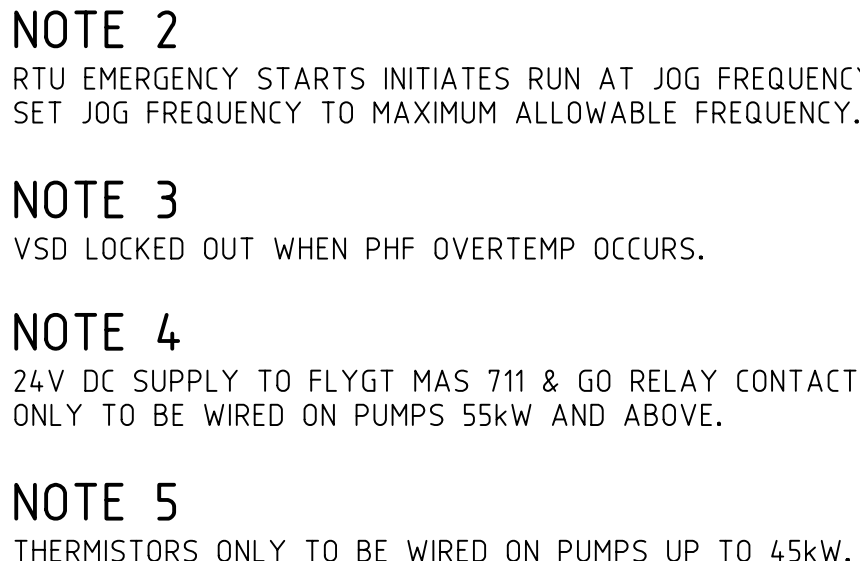 NOTE 2
RTU EMERGENCY STARTS INITIATES RUN AT JOG FREQUENCY
SET JOG FREQUENCY TO MAXIMUM ALLOWABLE FREQUENCY.
NOTE 3
VSD LOCKED OUT WHEN PHF OVERTEMP OCCURS.
NOTE 4
24V DC SUPPLY TO FLYGT MAS 711 & GO RELAY CONTACT
ONLY TO BE WIRED ON PUMPS 55kW AND ABOVE.
NOTE 5
THERMISTORS ONLY TO BE WIRED ON PUMPS UP TO 45kW.